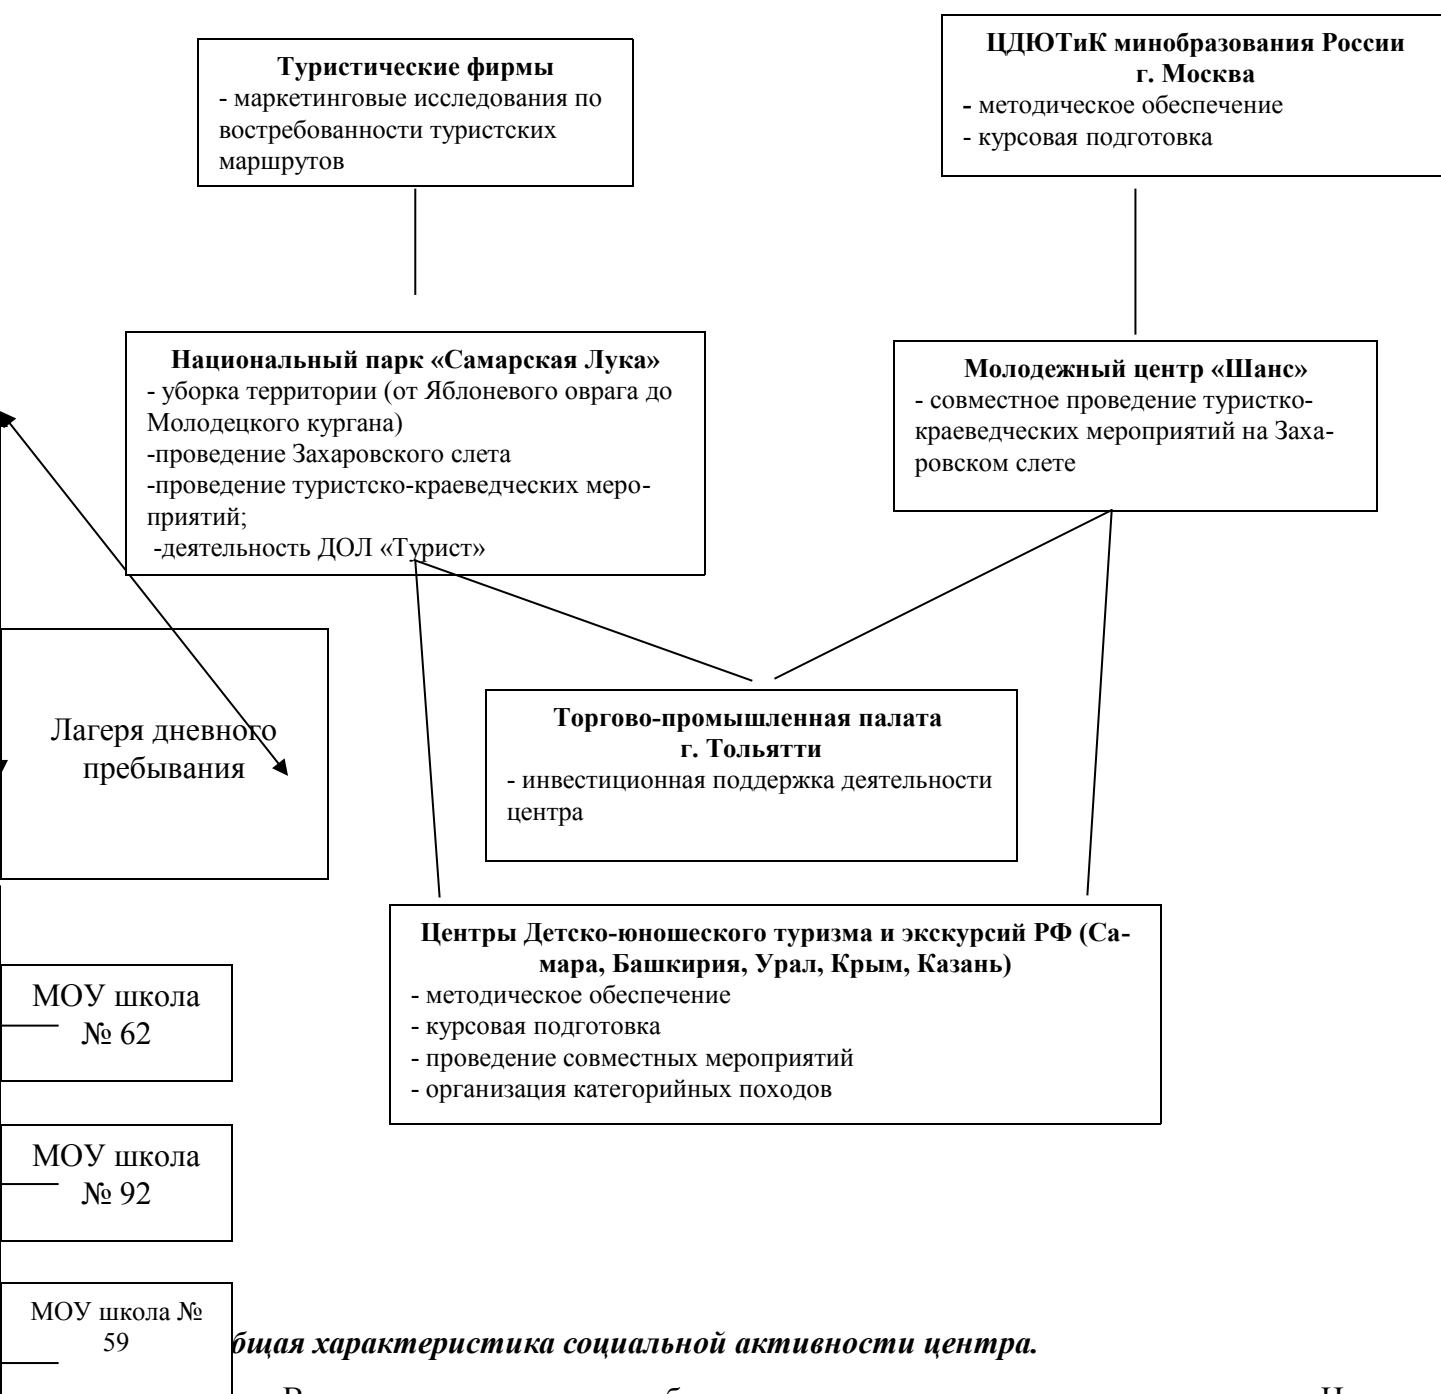 Туристические фирмы
- маркетинговые исследования по
востребованности туристских
маршрутов
ЦДЮТиК минобразования России
г. Москва
- методическое обеспечение
- курсовая подготовка
Национальный парк «Самарская Лука»
- уборка территории (от Яблоневого оврага до
Молодецкого кургана)
-проведение Захаровского слета
-проведение туристско-краеведческих меро-
приятий;
-деятельность ДОЛ «Турист»
Молодежный центр «Шанс»
- совместное проведение туристко-
краеведческих мероприятий на Заха-
ровском слете
Лагеря дневного
пребывания
Торгово-промышленная палата
г. Тольятти
- инвестиционная поддержка деятельности
центра
Центры Детско-юношеского туризма и экскурсий РФ (Са-
мара, Башкирия, Урал, Крым, Казань)
- методическое обеспечение
- курсовая подготовка
- проведение совместных мероприятий
- организация категорийных походов
МОУ школа
№ 62
МОУ школа
№ 92
МОУ школа №
59
бщая характеристика социальной активности центра.